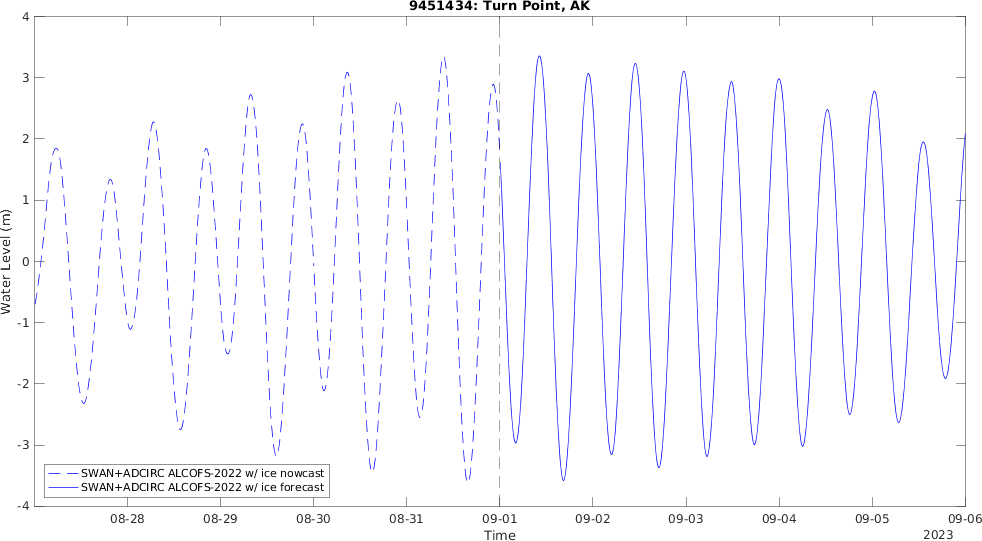 9451434: Turn Point, AK
4
3
2
1
0
-1
-2
-3
-4
Water Level (m)
SWAN+ADCIRC ALCOFS-2022 w/ ice nowcast
SWAN+ADCIRC ALCOFS-2022 w/ ice forecast
08-28 08-29 08-30 08-31 09-01 09-02 09-03 09-04 09-05 09-06
Time
2023